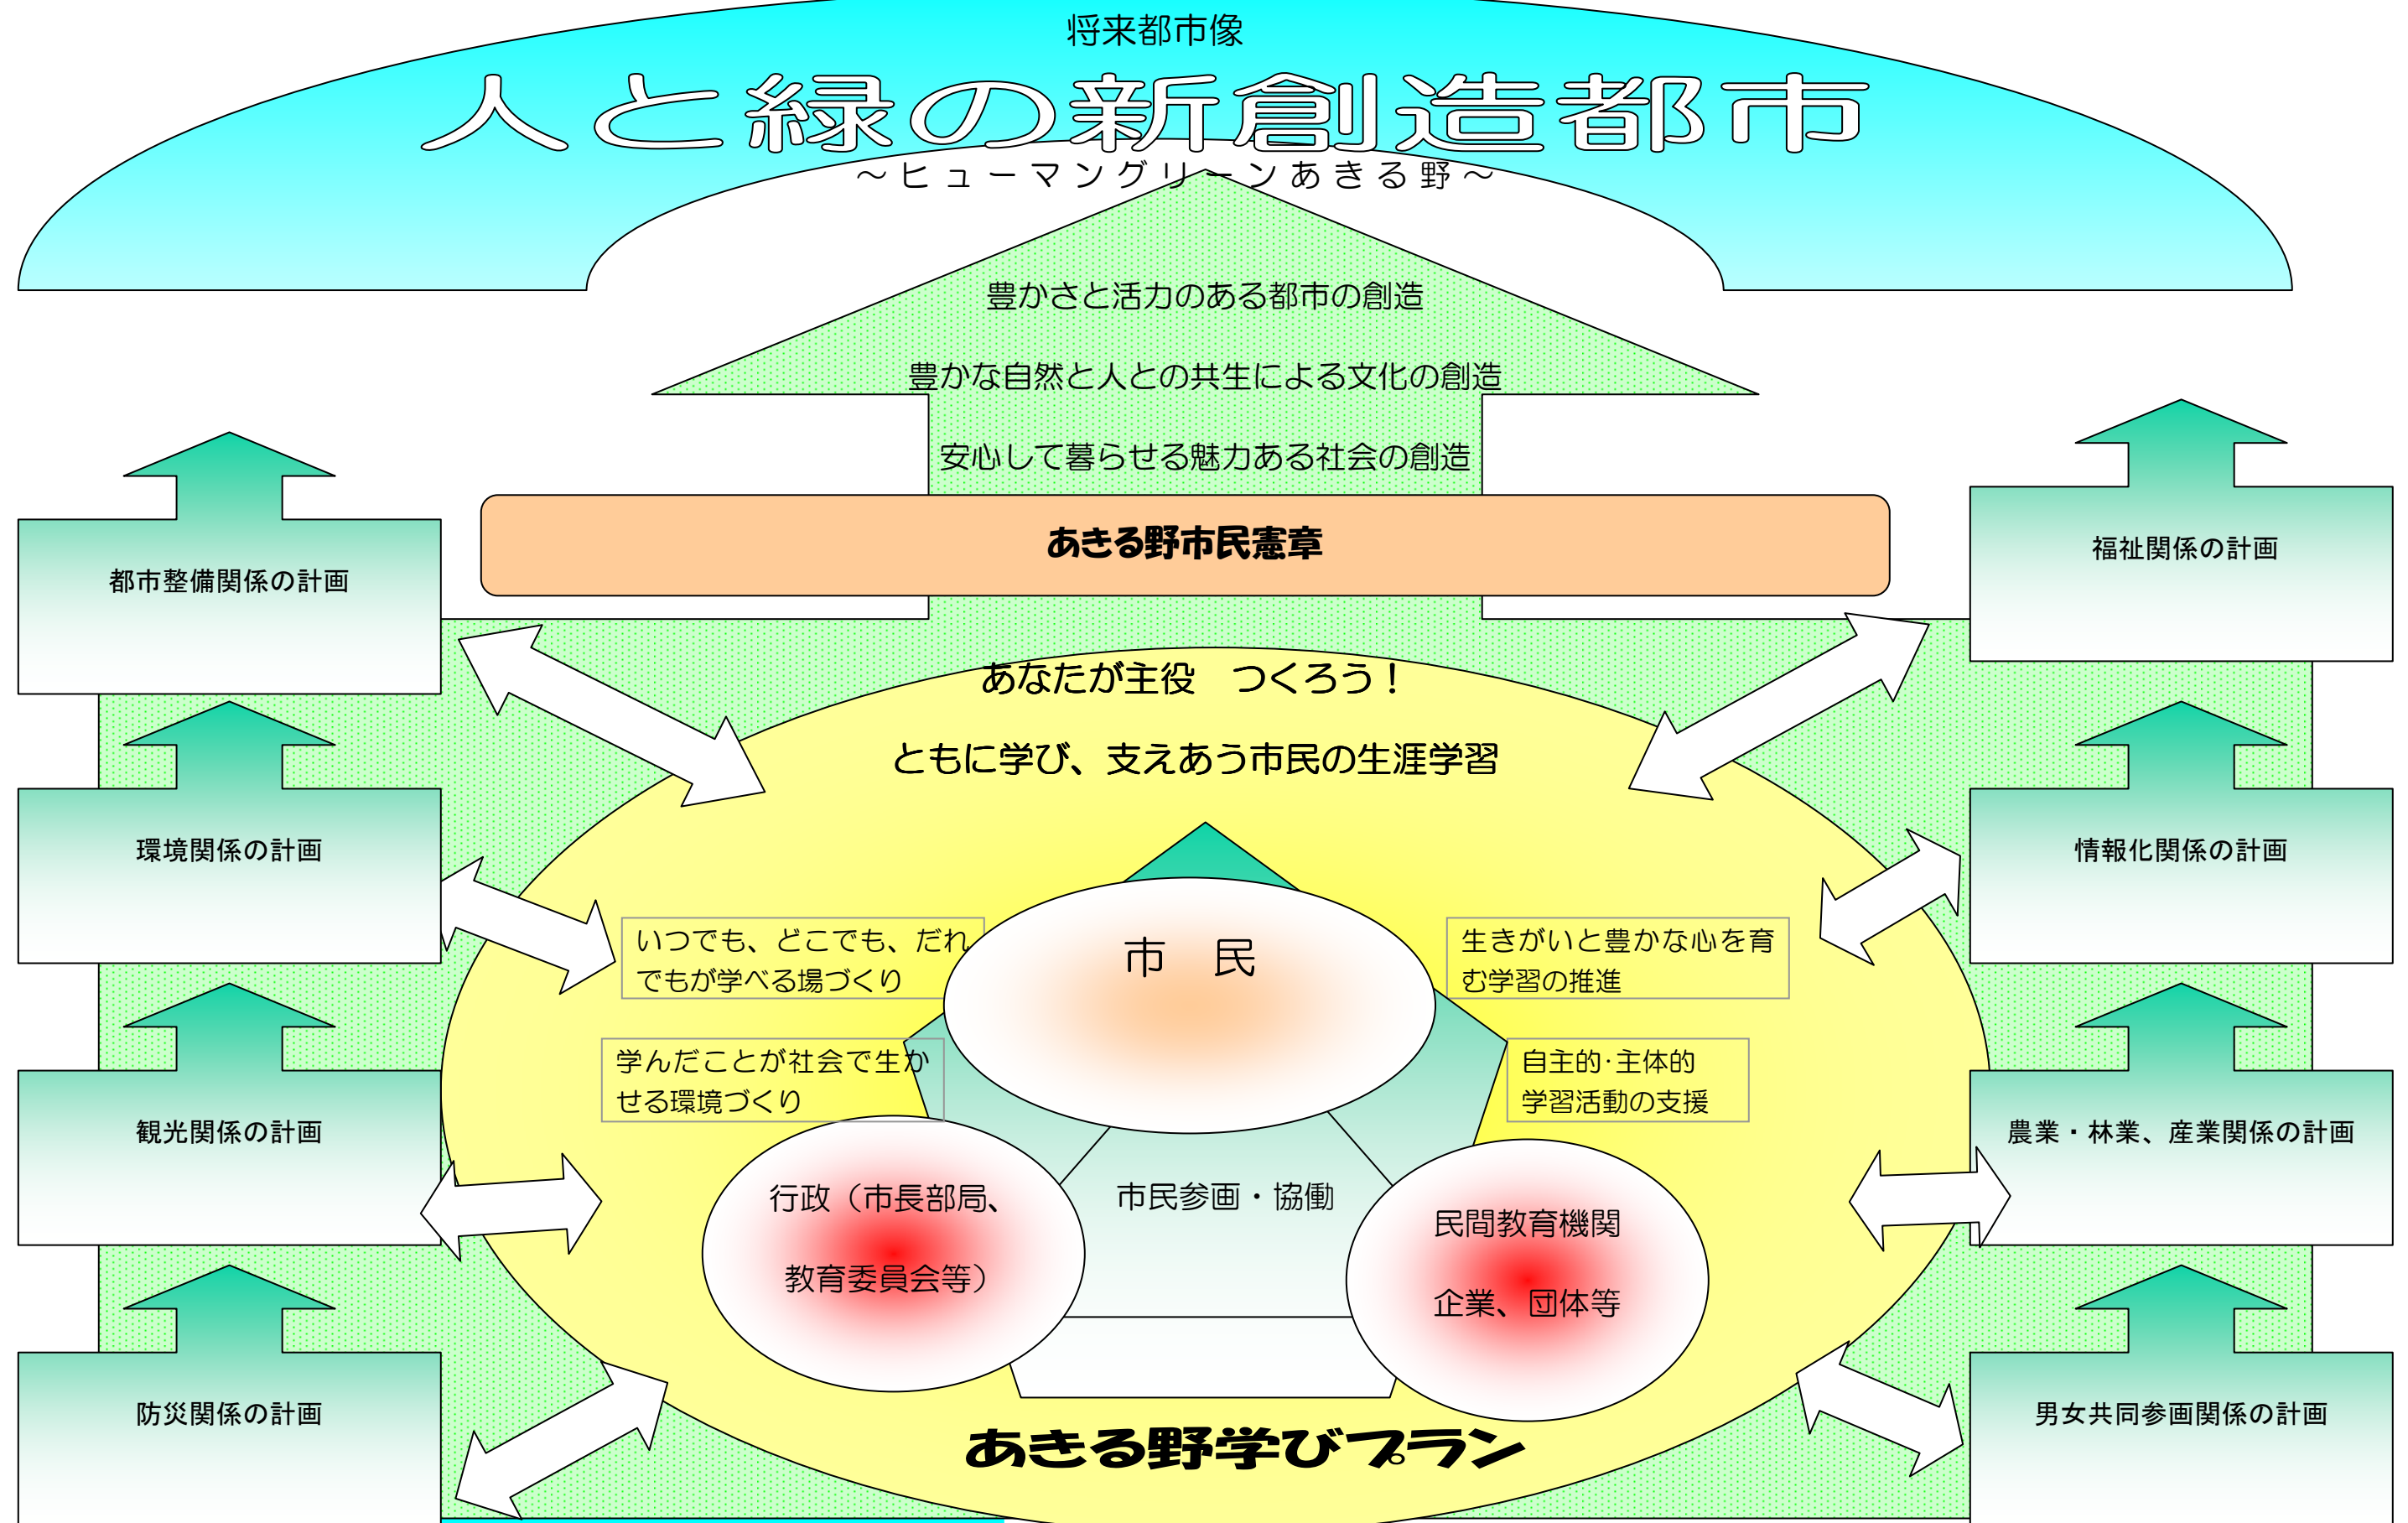 将来都市像
人と緑の新創造都市
～ヒューマングリーンあきる野～
豊かさと活力のある都市の創造
豊かな自然と人との共生による文化の創造
安心して暮らせる魅力ある社会の創造
あきる野市民憲章
都市整備関係の計画
福祉関係の計画
あなたが主役　つくろう！
ともに学び、支えあう市民の生涯学習
環境関係の計画
情報化関係の計画
いつでも、どこでも、だれ
でもが学べる場づくり
市　民
生きがいと豊かな心を育
む学習の推進
学んだことが社会で生か
せる環境づくり
自主的･主体的
学習活動の支援
観光関係の計画
農業・林業、産業関係の計画
行政（市長部局、
教育委員会等）
市民参画・協働
民間教育機関
企業、団体等
防災関係の計画
男女共同参画関係の計画
あきる野学びプラン